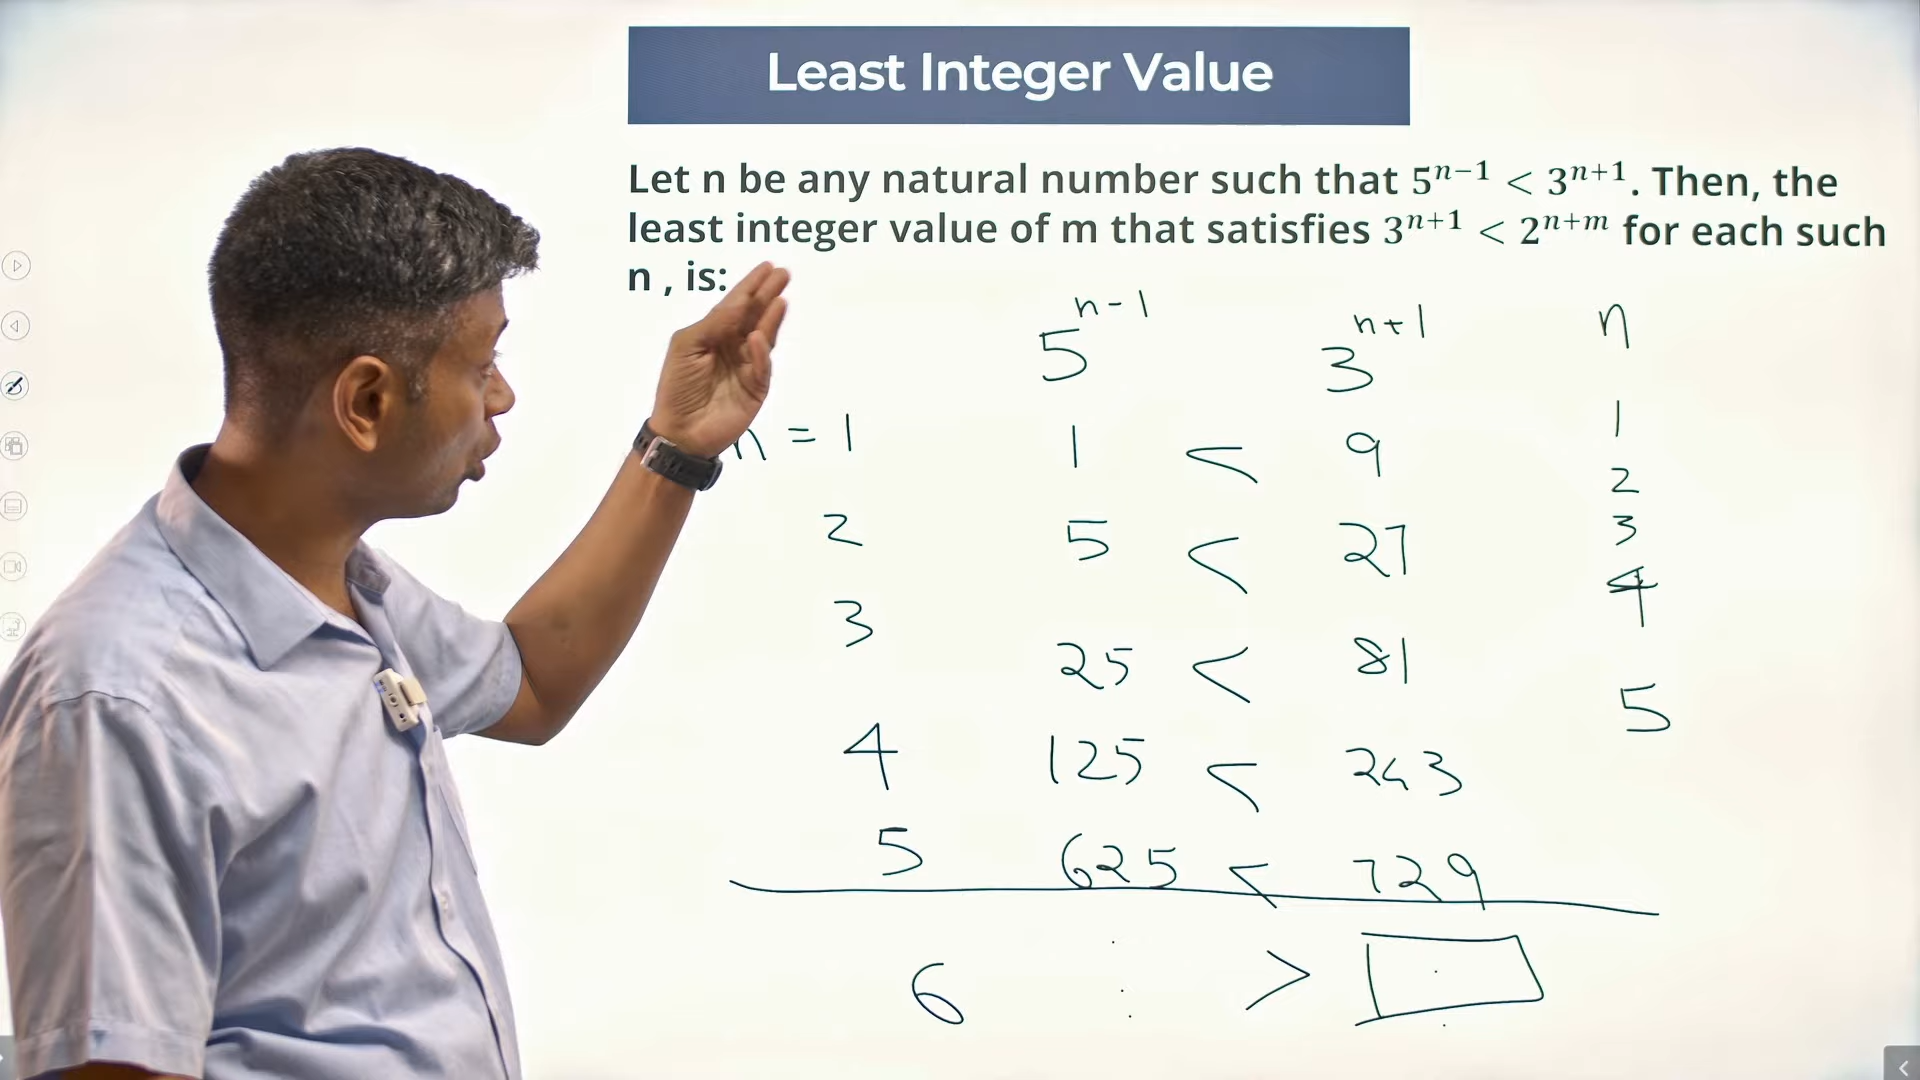 Least Integer Value
Let n be any natural number such that 5^{n−1} < 3^{n+1}. Then, the
least integer value of m that satisfies 3^{n+1} < 2^{n+m} for each such
n , is:
5^{n-1} 3^{n+1} n
n = 1 1 < 9 1
2 5 < 27 2
3 25 < 81 3
4 125 < 243 4
5 625 < 729 5
6 >